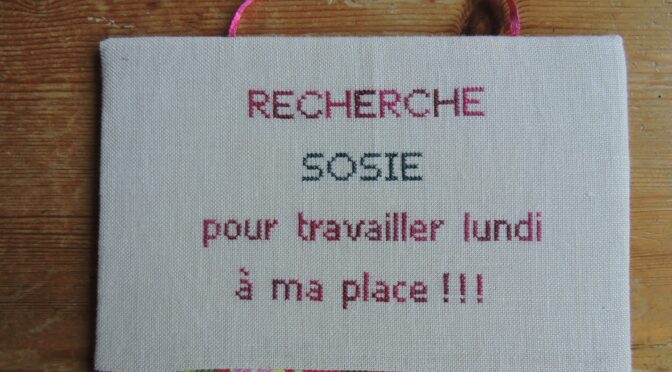 RECHERCHE
SOSIE
pour travailler lundi
à ma place !!!